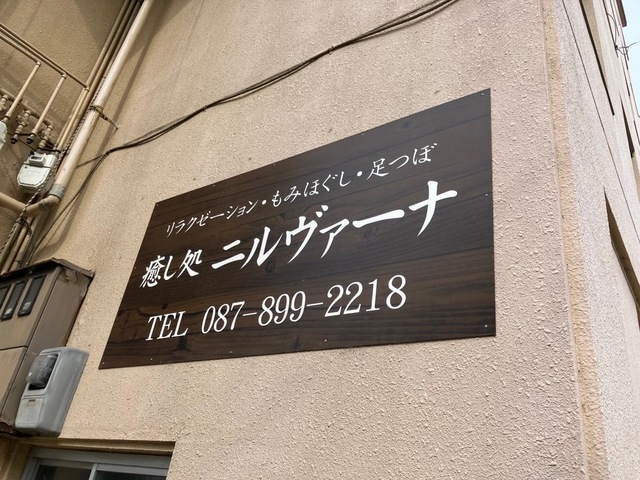 リラクゼーション・もみほぐし・足つぼ
癒し処 ニルヴァーナ
TEL 087-899-2218